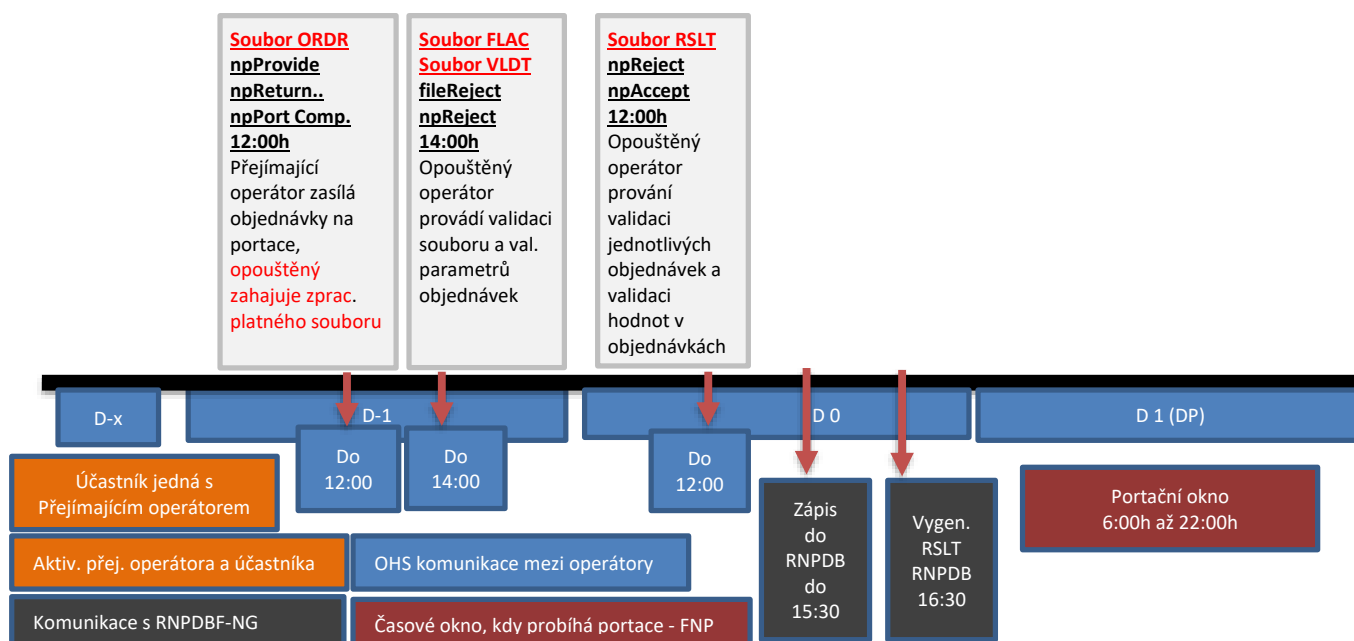 Soubor ORDR
npProvide
npReturn..
npPort Comp.
12:00h
Přejímající
operátor zasílá
objednávky na
portace,
opouštěný
zahajuje zprac.
platného souboru
Soubor FLAC
Soubor VLDT
fileReject
npReject
14:00h
Opouštěný
operátor
provádí validaci
souboru a val.
parametrů
objednávek
Soubor RSLT
npReject
npAccept
12:00h
Opouštěný
operátor
prování
validaci
jednotlivých
objednávek a
validaci
hodnot v
objednávkách
D-x
D-1
D 0
D 1 (DP)
Do
12:00
Do
14:00
Do
12:00
Účastník jedná s
Přejímajícím operátorem
Zápis
do
RNPDB
do
15:30
Vygen.
RSLT
RNPDB
16:30
Portační okno
6:00h až 22:00h
Aktiv. přej. operátora a účastníka
OHS komunikace mezi operátory
Komunikace s RNPDBF-NG
Časové okno, kdy probíhá portace - FNP